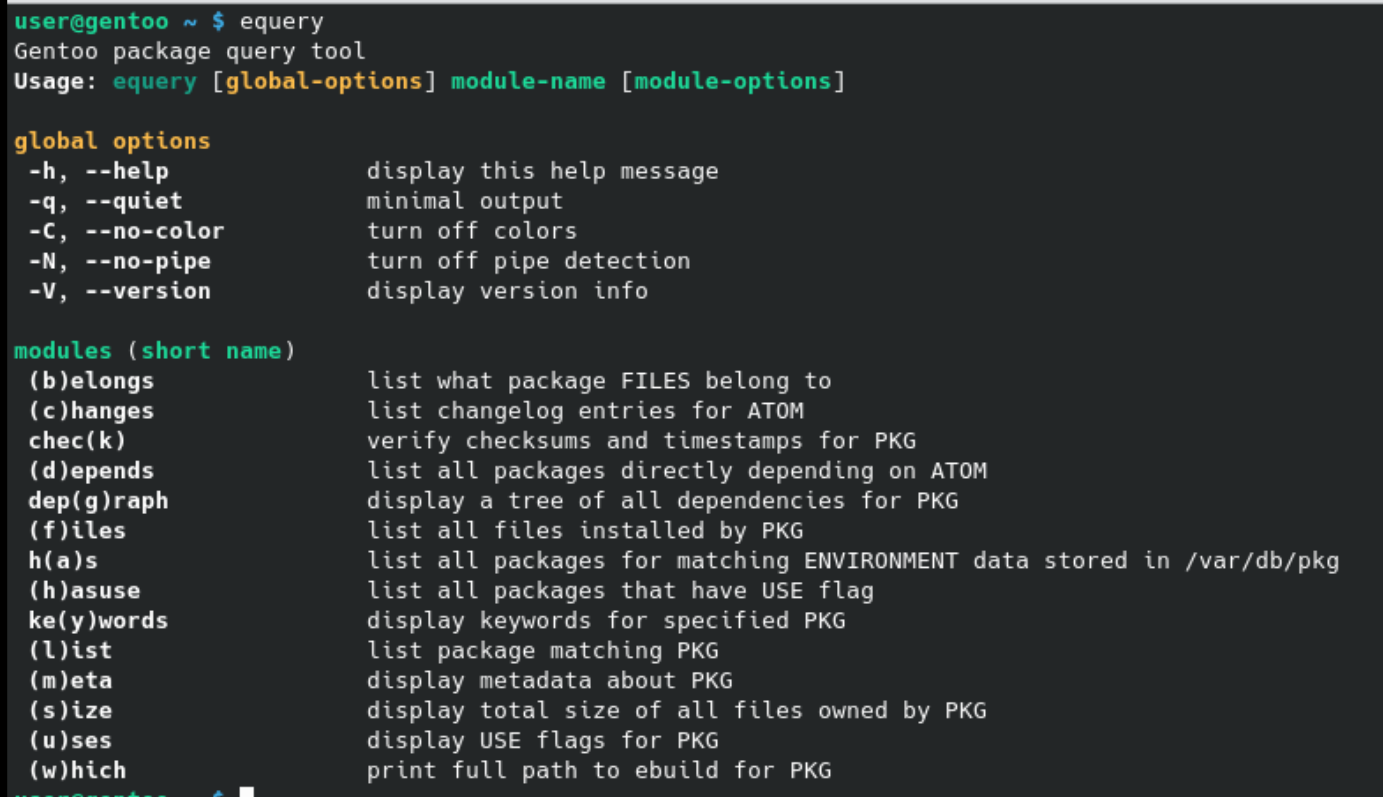 user@gentoo ~ $ equery
Gentoo package query tool
Usage: equery [global-options] module-name [module-options]
global options
-h, --help display this help message
-q, --quiet minimal output
-C, --no-color turn off colors
-N, --no-pipe turn off pipe detection
-V, --version display version info
modules (short name)
(b)elongs list what package FILES belong to
(c)hanges list changelog entries for ATOM
chec(k) verify checksums and timestamps for PKG
(d)epends list all packages directly depending on ATOM
dep(g)raph display a tree of all dependencies for PKG
(f)iles list all files installed by PKG
h(a)s list all packages for matching ENVIRONMENT data stored in /var/db/pkg
(h)asuse list all packages that have USE flag
ke(y)words display keywords for specified PKG
(l)ist list package matching PKG
(m)eta display metadata about PKG
(s)ize display total size of all files owned by PKG
(u)ses display USE flags for PKG
(w)hich print full path to ebuild for PKG
user@gentoo ~ $